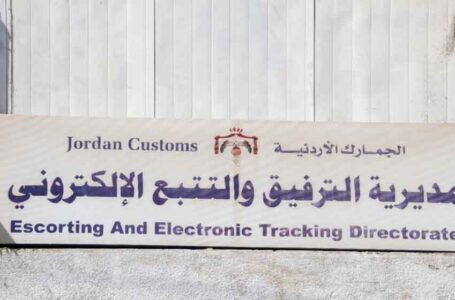 Jordan Customs الجمارك الأردنية
مديرية الترفيق والتتبع الإلكتروني
Escorting And Electronic Tracking Directorate